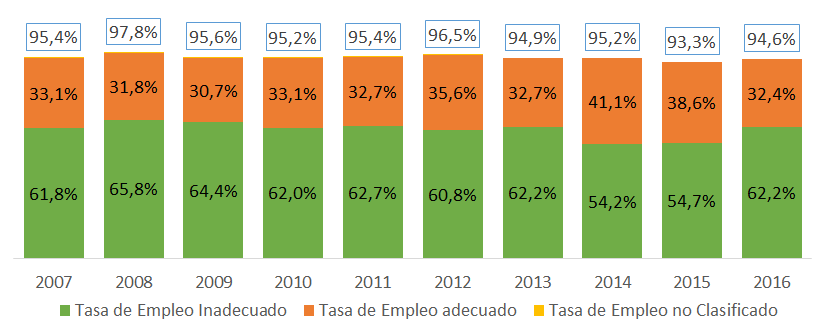 95,4% 97,8% 95,6% 95,2% 95,4% 96,5% 94,9% 95,2% 93,3% 94,6%
33,1% 31,8% 30,7% 33,1% 32,7% 35,6% 32,7% 41,1% 38,6% 32,4%
61,8% 65,8% 64,4% 62,0% 62,7% 60,8% 62,2% 54,2% 54,7% 62,2%
2007 2008 2009 2010 2011 2012 2013 2014 2015 2016
Tasa de Empleo Inadecuado Tasa de Empleo adecuado Tasa de Empleo no Clasificado